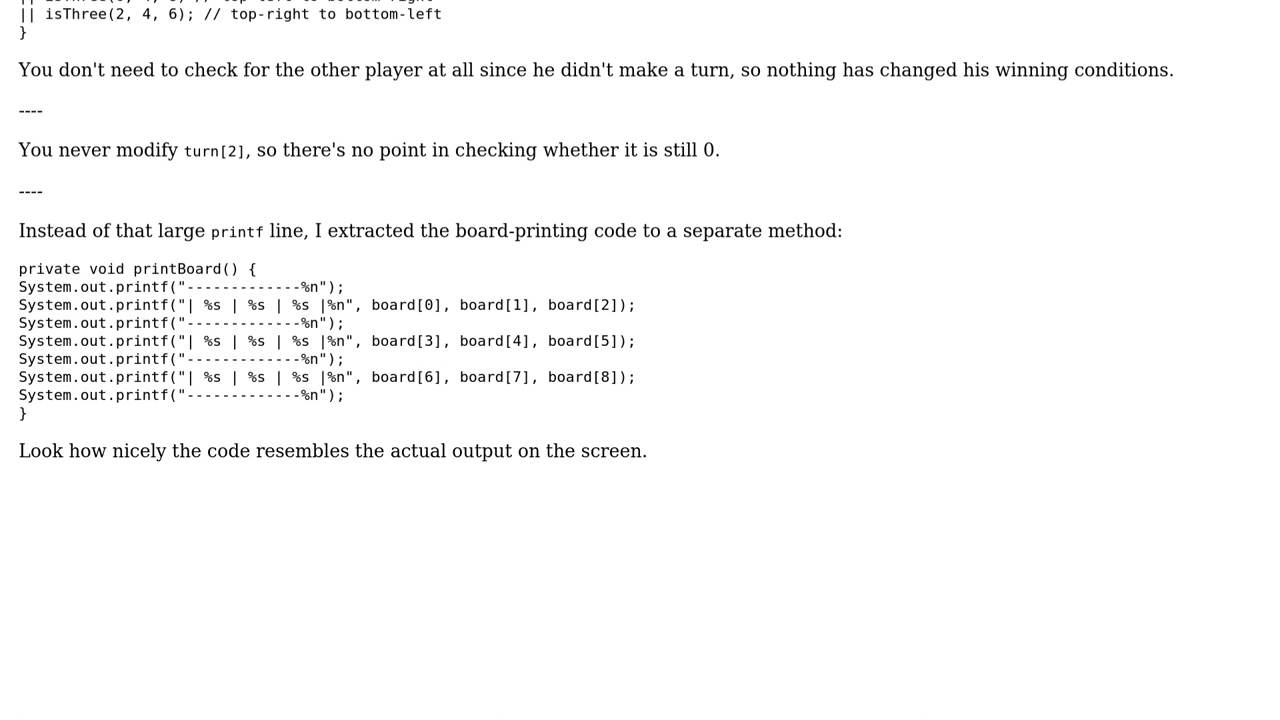 || isThree(2, 4, 6); // top-right to bottom-left
}
You don't need to check for the other player at all since he didn't make a turn, so nothing has changed his winning conditions.
----
You never modify turn[2], so there's no point in checking whether it is still 0.
----
Instead of that large printf line, I extracted the board-printing code to a separate method:
private void printBoard() {
System.out.printf("-------------%n");
System.out.printf("| %s | %s | %s |%n", board[0], board[1], board[2]);
System.out.printf("-------------%n");
System.out.printf("| %s | %s | %s |%n", board[3], board[4], board[5]);
System.out.printf("-------------%n");
System.out.printf("| %s | %s | %s |%n", board[6], board[7], board[8]);
System.out.printf("-------------%n");
}
Look how nicely the code resembles the actual output on the screen.